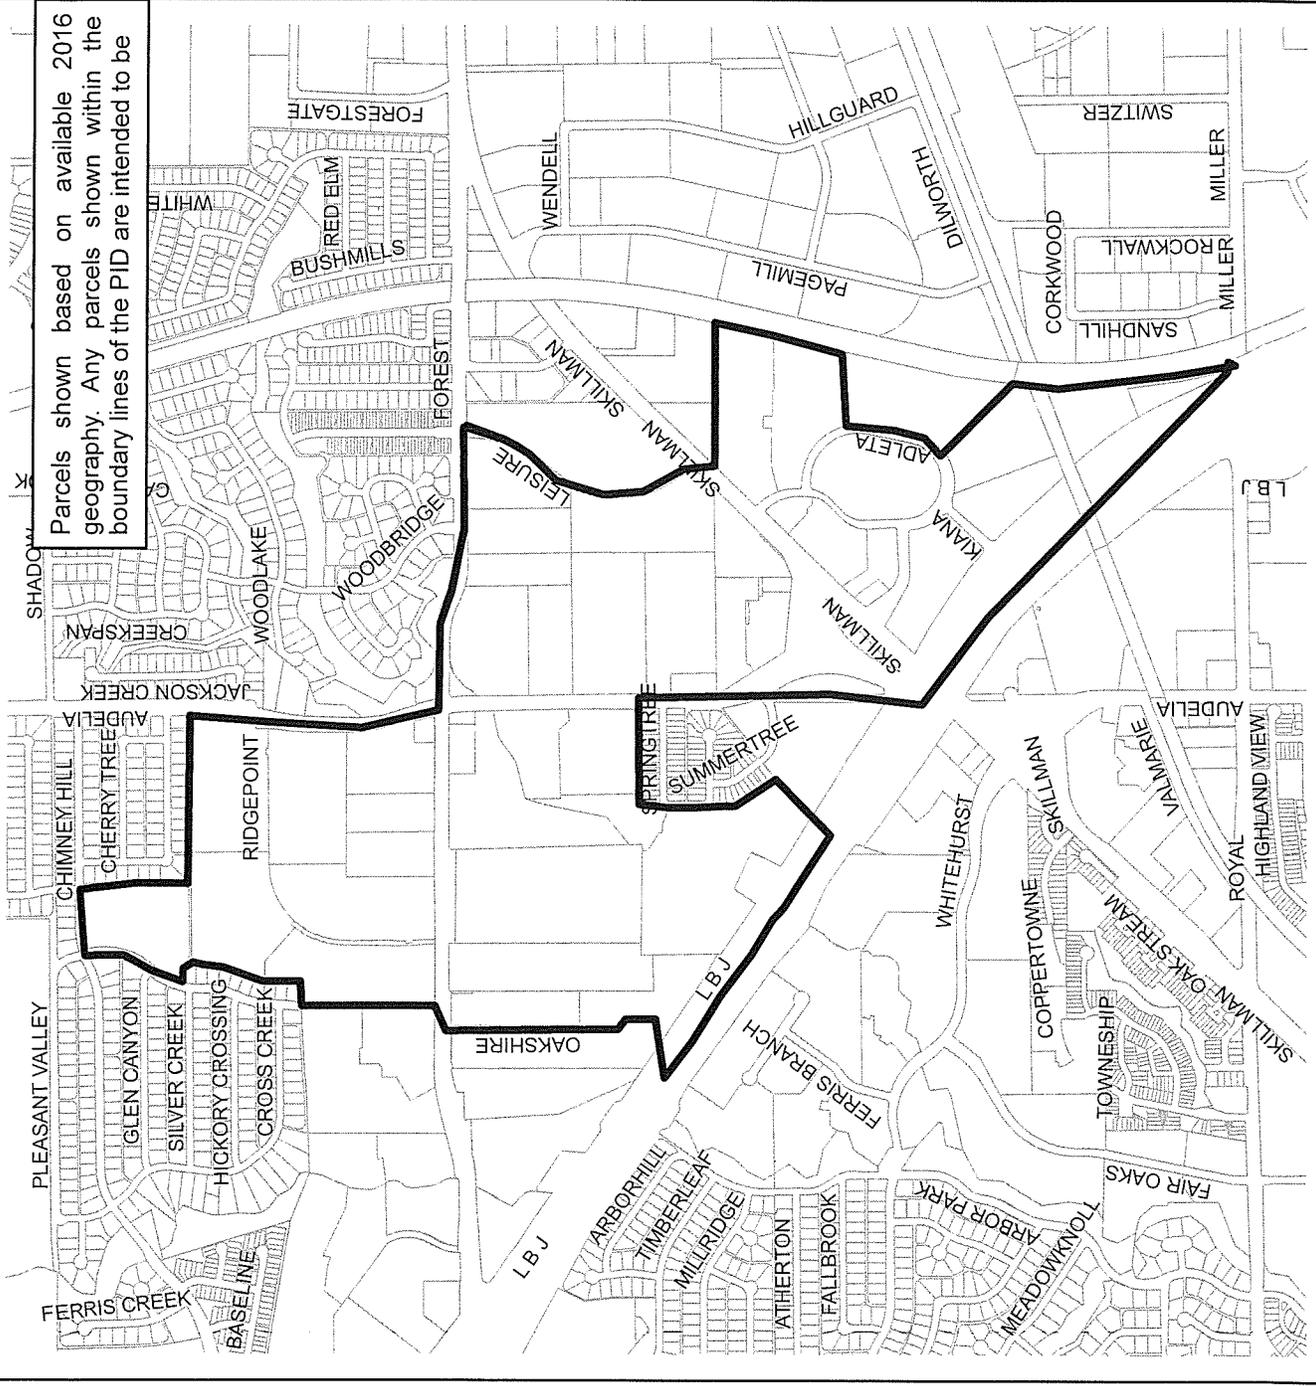 Parcels shown based on available 2016
geography. Any parcels shown within the
boundary lines of the PID are intended to be
FORESTGATE
WHITE
RED ELM
BUSHMILLS
WENDELL
HILLGUARD
DILWORTH
SWITZER
MILLER
CORKWOOD
ROCKWALL
MILLER
PAGEMILL
SANDHILL
FOREST
SKILLMAN
SKILLMAN
SKILLMAN
LEISURE
ADLETA
KIANA
L B J
SHADOW
WOODBRIDGE
WOODLAKE
CREEKSPAN
JACKSON CREEK
AUDELIA
SKILLMAN
SKILLMAN
SPRINGTREE
SUMMERTREE
AUDELIA
CHIMNEY HILL
CHERRY TREE
RIDGEPOINT
VALMARIE
HIGHLAND VIEW
SKILLMAN
WHITEHURST
ROYAL
COPPERTOWNE
OAK STREAM
SKILLMAN
SKILLMAN
L B J
OAKSHIRE
PLEASANT VALLEY
GLEN CANYON
SILVER CREEK
HICKORY CROSSING
CROSS CREEK
FERRIS BRANCH
TOWNESHIP
FAIR OAKS
ARBORHILL
TIMBERLEAF
MILLRIDGE
L B J
ATHERTON
FALLBROOK
ARBOR PARK
MEADOWKNOLL
FERRIS CREEK
BASELINE